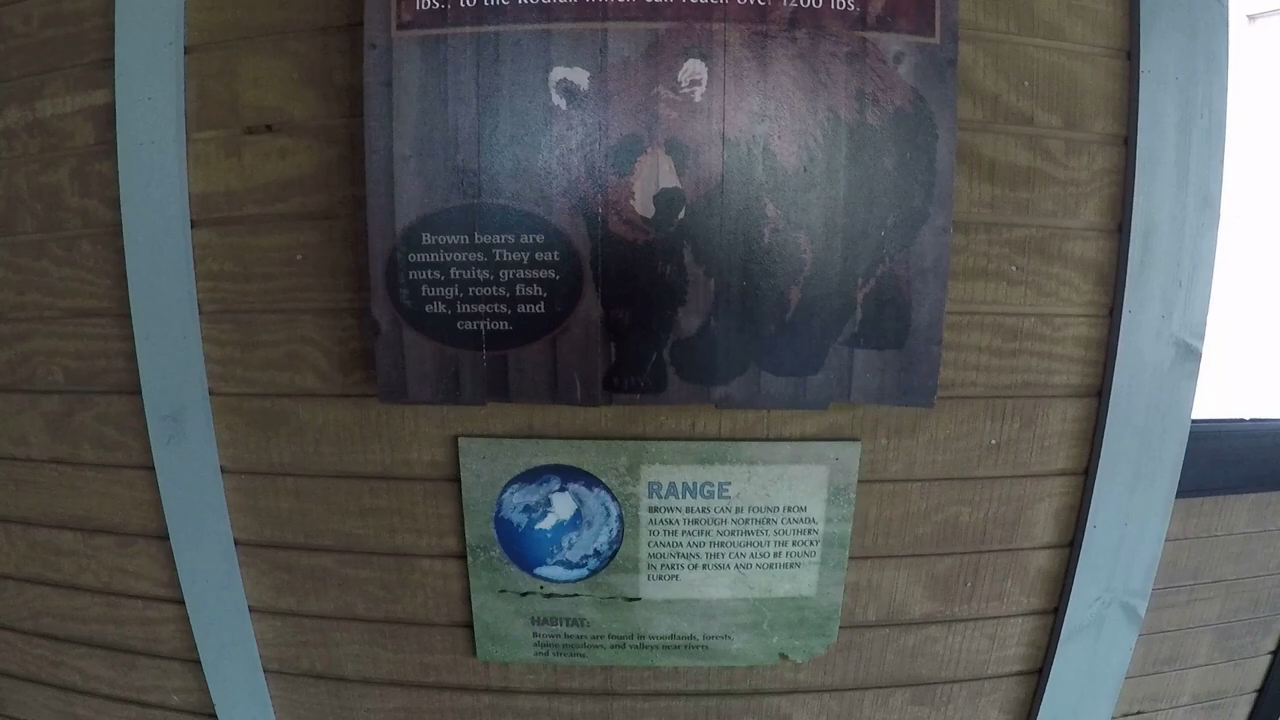 lbs., to the Kodiak which can reach over 1200 lbs.
Brown bears are
omnivores. They eat
nuts, fruits, grasses,
fungi, roots, fish,
elk, insects, and
carrion.
RANGE
BROWN BEARS CAN BE FOUND FROM
ALASKA THROUGH NORTHERN CANADA,
TO THE PACIFIC NORTHWEST, SOUTHERN
CANADA AND THROUGHOUT THE ROCKY
MOUNTAINS. THEY CAN ALSO BE FOUND
IN PARTS OF RUSSIA AND NORTHERN
EUROPE.
HABITAT:
Brown bears are found in woodlands, forests,
alpine meadows, and valleys near rivers
and streams.